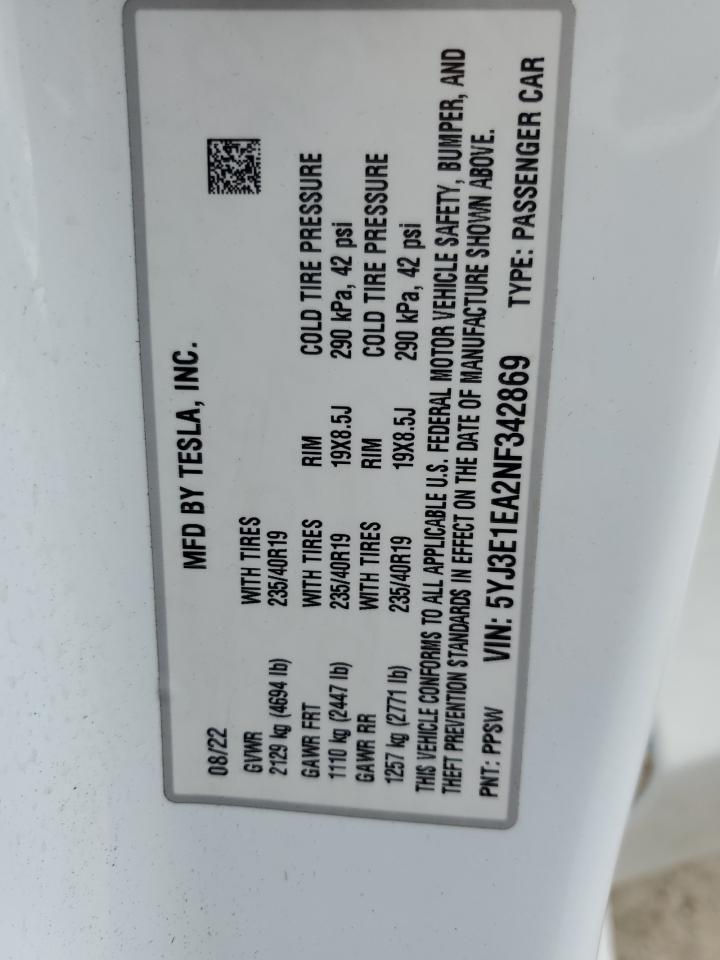 MFD BY TESLA, INC.
08/22
GVWR WITH TIRES
2129 kg (4694 lb) 235/40R19
GAWR FRT WITH TIRES RIM COLD TIRE PRESSURE
1110 kg (2447 lb) 235/40R19 19X8.5J 290 kPa, 42 psi
GAWR RR WITH TIRES RIM COLD TIRE PRESSURE
1257 kg (2771 lb) 235/40R19 19X8.5J 290 kPa, 42 psi
THIS VEHICLE CONFORMS TO ALL APPLICABLE U.S. FEDERAL MOTOR VEHICLE SAFETY, BUMPER, AND
THEFT PREVENTION STANDARDS IN EFFECT ON THE DATE OF MANUFACTURE SHOWN ABOVE.
PNT: PPSW VIN: 5YJ3E1EA2NF342869 TYPE: PASSENGER CAR